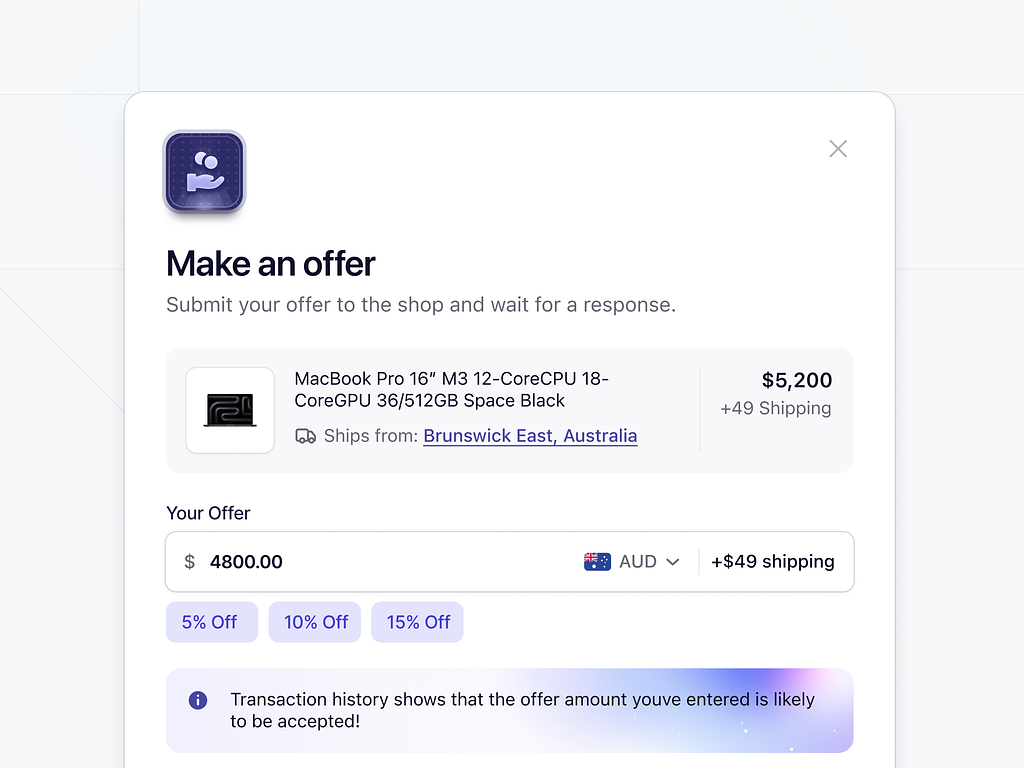 Make an offer
Submit your offer to the shop and wait for a response.
MacBook Pro 16” M3 12-CoreCPU 18-
CoreGPU 36/512GB Space Black
Ships from: Brunswick East, Australia
$5,200
+49 Shipping
Your Offer
$ 4800.00 AUD +$49 shipping
5% Off 10% Off 15% Off
Transaction history shows that the offer amount youve entered is likely
to be accepted!